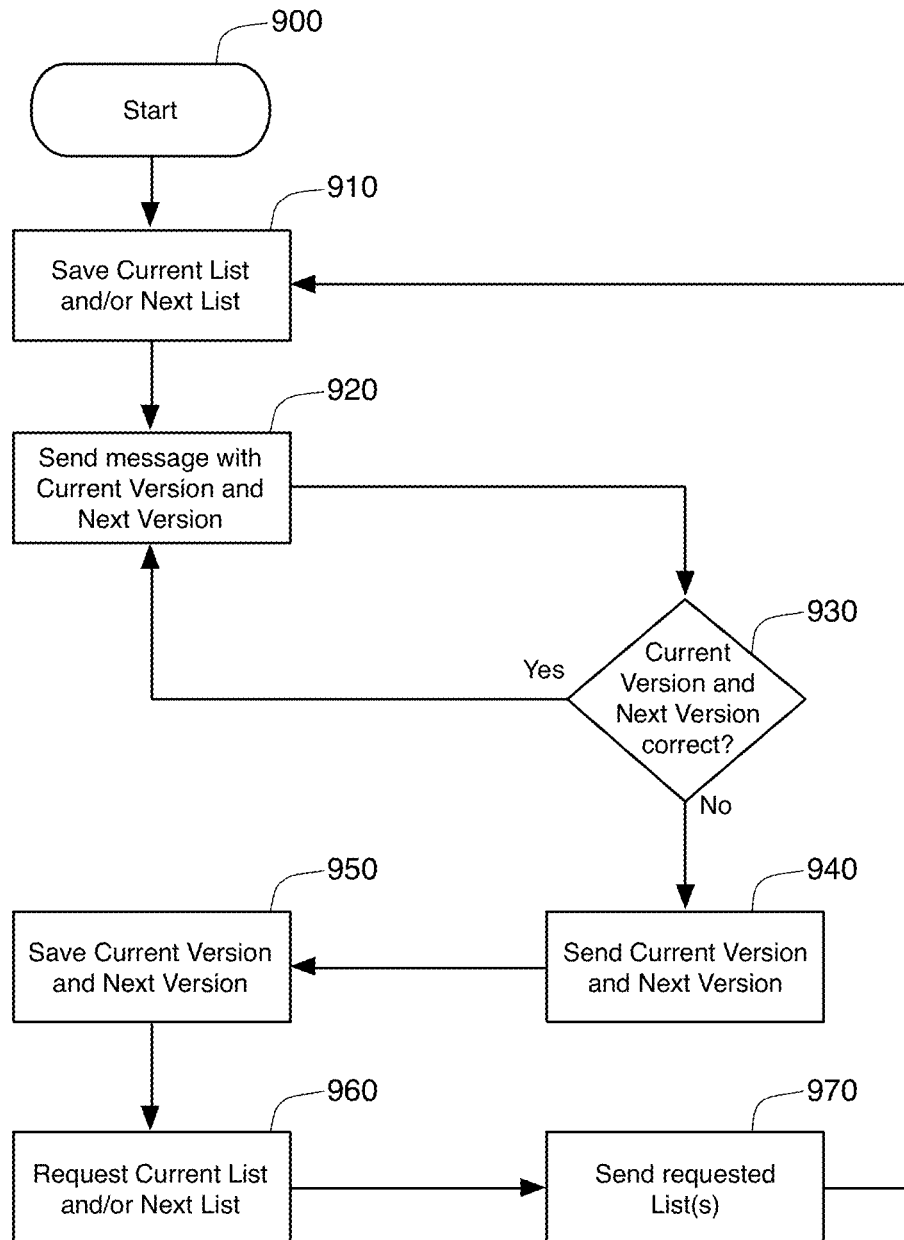 900
Start
910
Save Current List
and/or Next List
920
Send message with
Current Version and
Next Version
930
Current
Version and
Next Version
correct?
Yes
No
950
Save Current Version
and Next Version
940
Send Current Version
and Next Version
960
Request Current List
and/or Next List
970
Send requested
List(s)